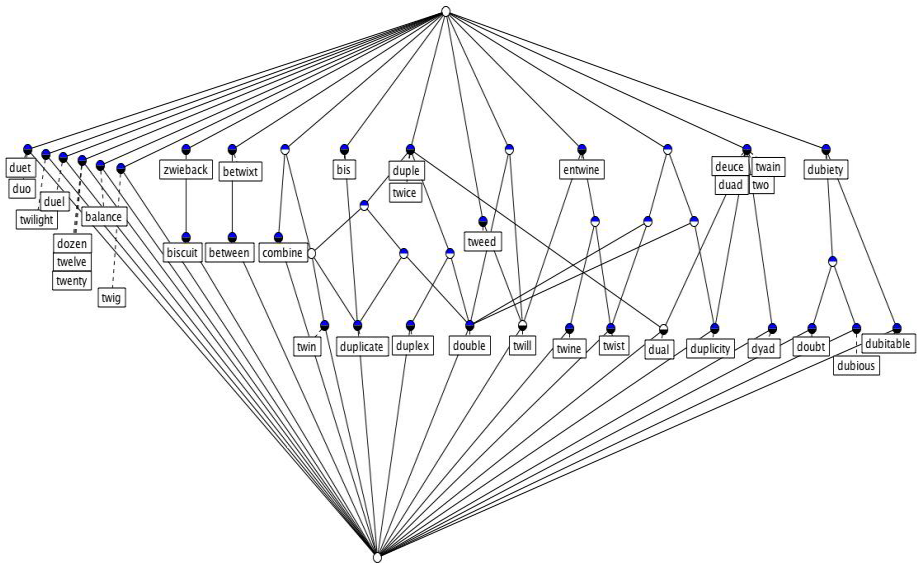 duet
duo
twilight
duel
dozen
twelve
twenty
balance
twig
zwieback
biscuit
betwixt
between
combine
bis
duple
twice
tweed
entwine
deuce
twain
duad
two
dubiety
twin
duplicate
duplex
double
twill
twine
twist
dual
duplicity
dyad
doubt
dubious
dubitable